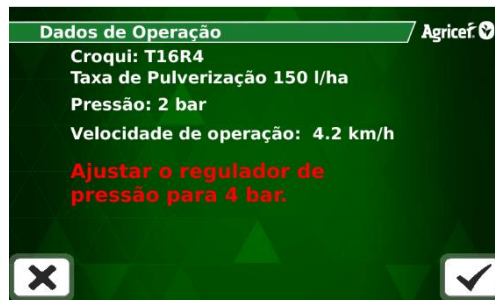 Dados de Operação
Agricef
Croqui: T16R4
Taxa de Pulverização 150 l/ha
Pressão: 2 bar
Velocidade de operação: 4.2 km/h
Ajustar o regulador de
pressão para 4 bar.